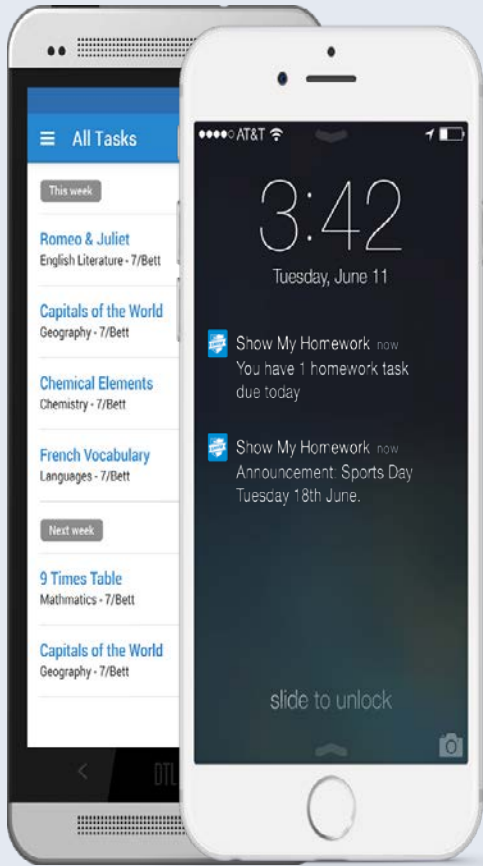 All Tasks
This week
Romeo & Juliet
English Literature - 7/Bett
Capitals of the World
Geography - 7/Bett
Chemical Elements
Chemistry - 7/Bett
French Vocabulary
Languages - 7/Bett
Next week
9 Times Table
Mathmatics - 7/Bett
Capitals of the World
Geography - 7/Bett
AT&T
3:42
Tuesday, June 11
Show My Homework now
You have 1 homework task
due today
Show My Homework now
Announcement: Sports Day
Tuesday 18th June.
slide to unlock